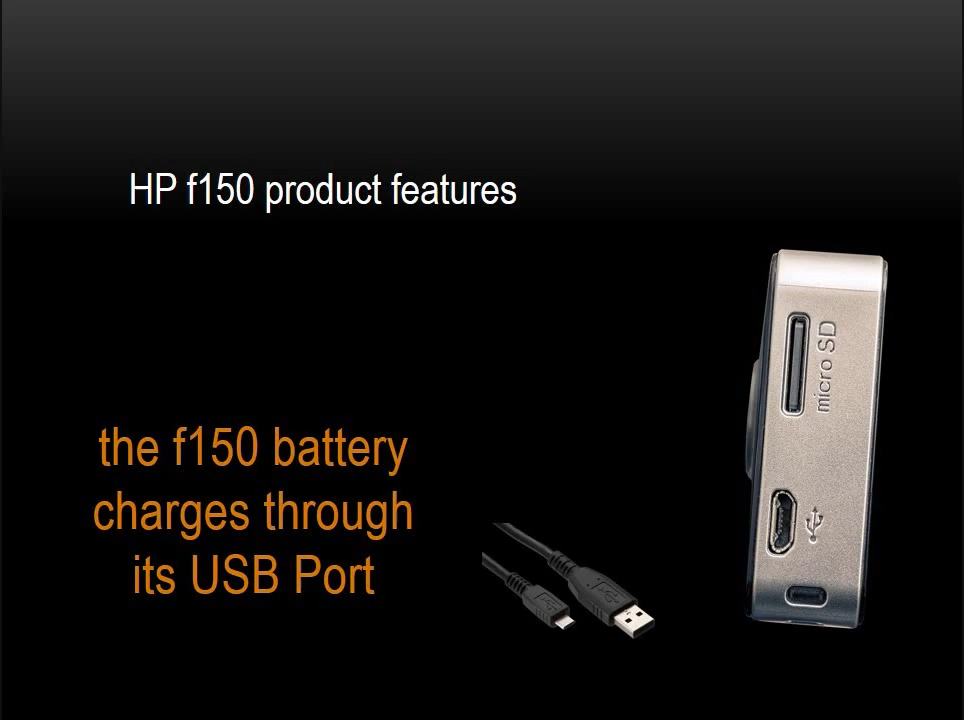 HP f150 product features
micro SD
the f150 battery
charges through
its USB Port